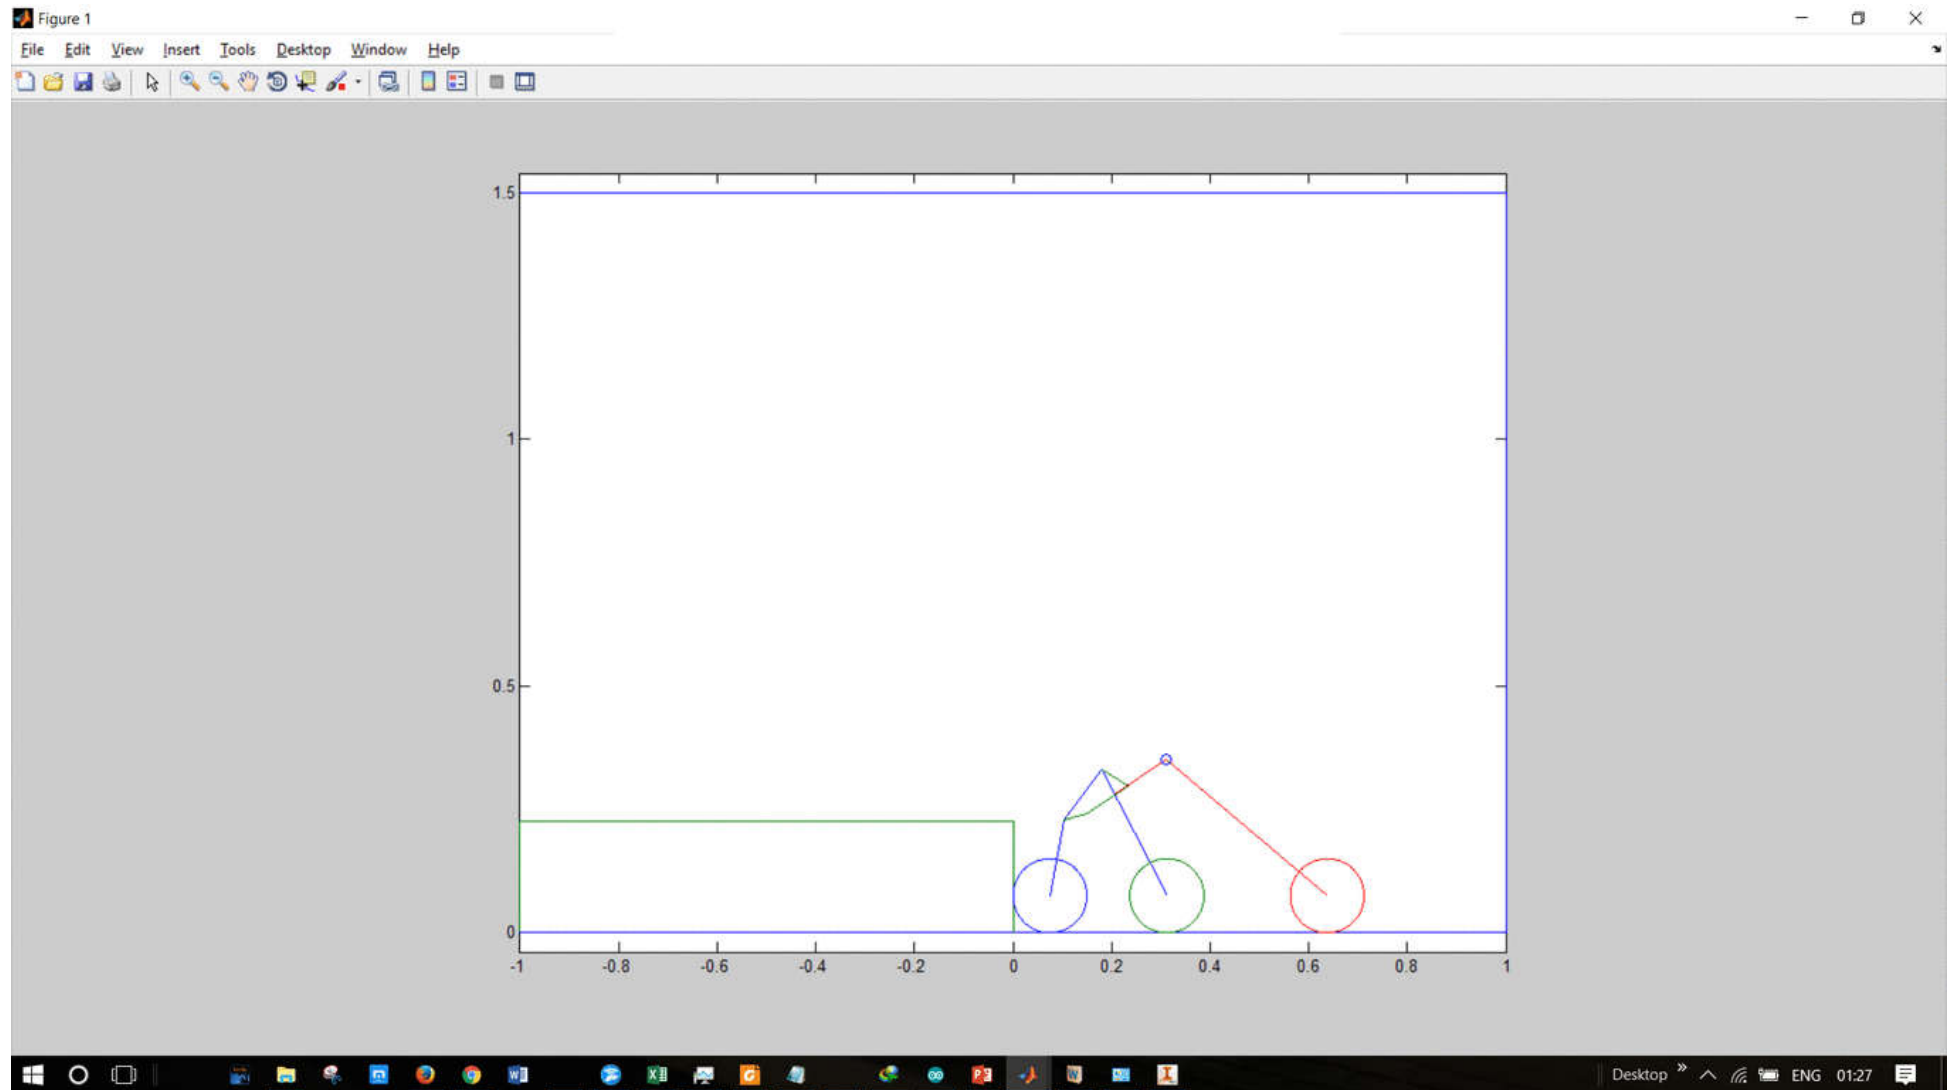 Figure 1
File Edit View Insert Tools Desktop Window Help
1.5
1
0.5
0
-1 -0.8 -0.6 -0.4 -0.2 0 0.2 0.4 0.6 0.8 1
Desktop » ENG 01:27